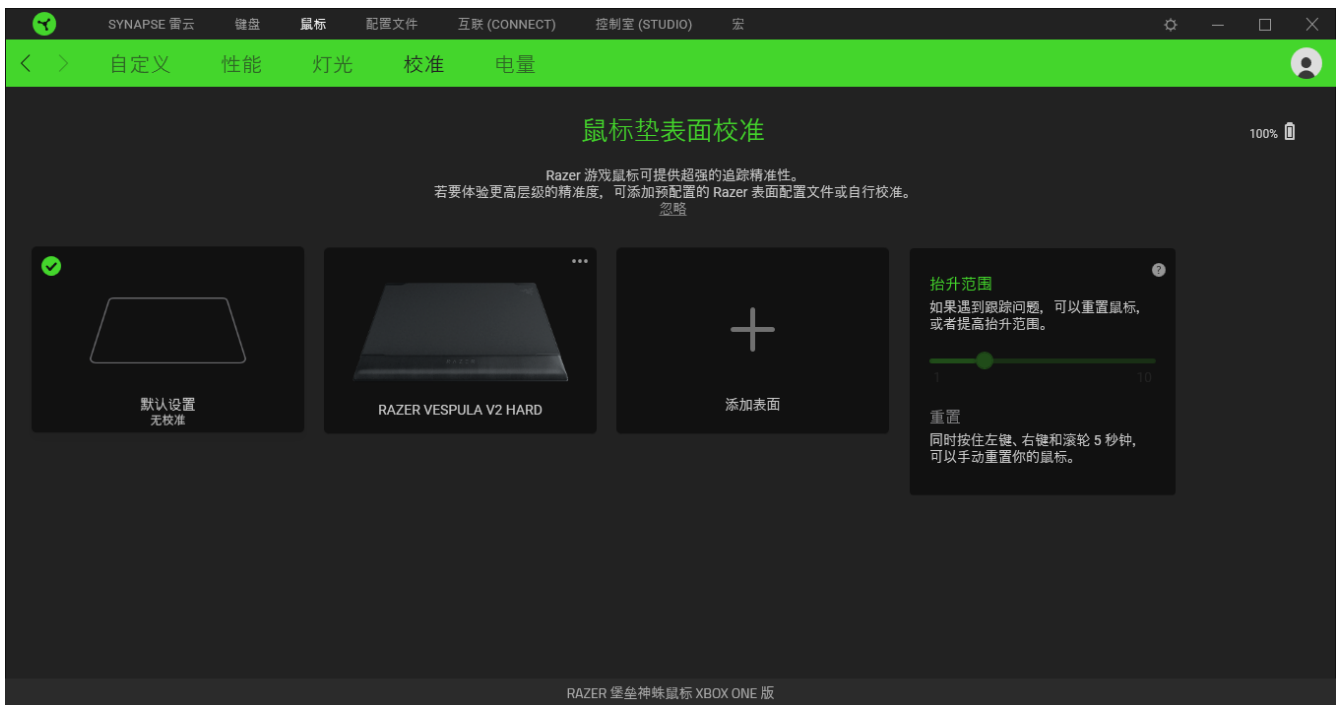 SYNAPSE 雷云 键盘 鼠标 配置文件 互联 (CONNECT) 控制室 (STUDIO) 宏
自定义 性能 灯光 校准 电量
鼠标垫表面校准
100%
Razer 游戏鼠标可提供超强的追踪精准性。
若要体验更高层级的精准度，可添加预配置的 Razer 表面配置文件或自行校准。
忽略
默认设置
无校准
RAZER VESPULA V2 HARD
添加表面
抬升范围
如果遇到跟踪问题，可以重置鼠标，
或者提高抬升范围。
1 10
重置
同时按住左键、右键和滚轮 5 秒钟，
可以手动重置你的鼠标。
RAZER 堡垒神蛛鼠标 XBOX ONE 版